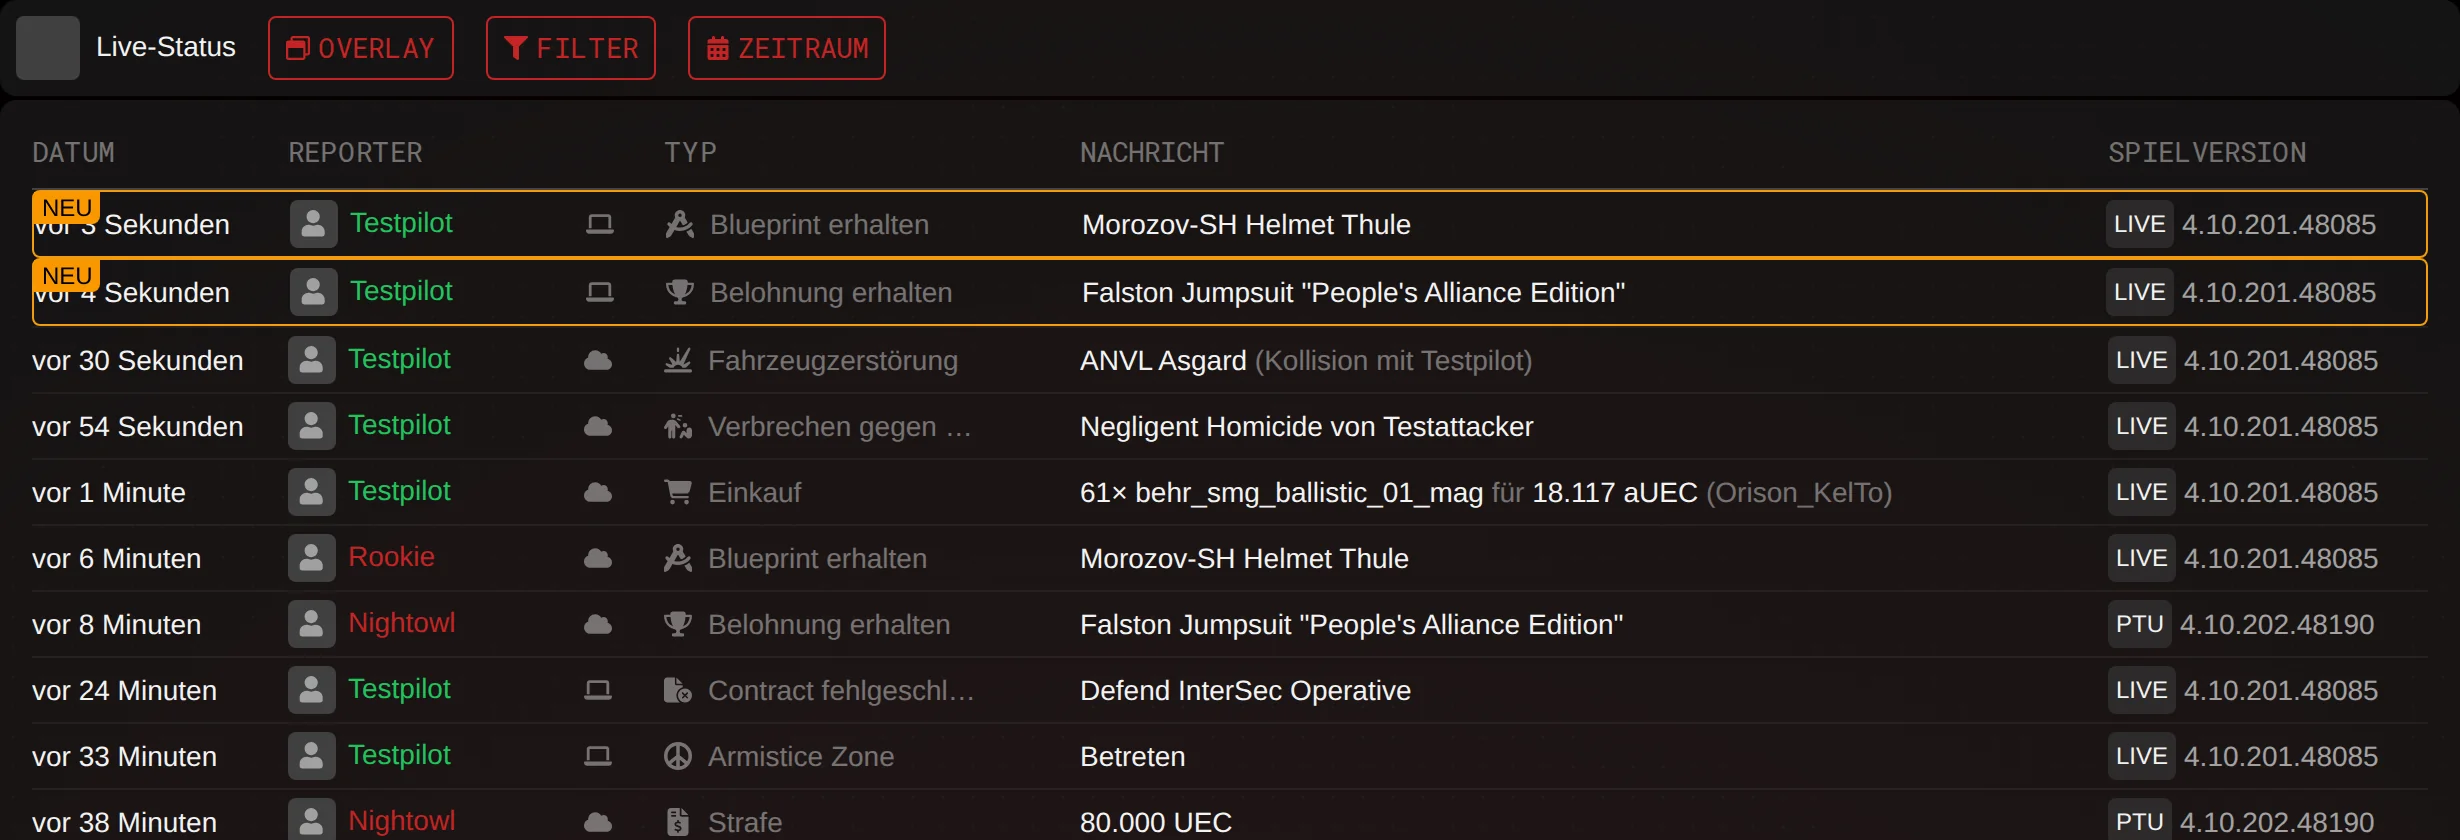 Live-Status OVERLAY FILTER ZEITRAUM
DATUM REPORTER TYP NACHRICHT SPIELVERSION
NEU
vor 3 Sekunden Testpilot Blueprint erhalten Morozov-SH Helmet Thule LIVE 4.10.201.48085
NEU
vor 4 Sekunden Testpilot Belohnung erhalten Falston Jumpsuit "People's Alliance Edition" LIVE 4.10.201.48085
vor 30 Sekunden Testpilot Fahrzeugzerstörung ANVL Asgard (Kollision mit Testpilot) LIVE 4.10.201.48085
vor 54 Sekunden Testpilot Verbrechen gegen … Negligent Homicide von Testattacker LIVE 4.10.201.48085
vor 1 Minute Testpilot Einkauf 61× behr_smg_ballistic_01_mag für 18.117 aUEC (Orison_KelTo) LIVE 4.10.201.48085
vor 6 Minuten Rookie Blueprint erhalten Morozov-SH Helmet Thule LIVE 4.10.201.48085
vor 8 Minuten Nightowl Belohnung erhalten Falston Jumpsuit "People's Alliance Edition" PTU 4.10.202.48190
vor 24 Minuten Testpilot Contract fehlgeschl… Defend InterSec Operative LIVE 4.10.201.48085
vor 33 Minuten Testpilot Armistice Zone Betreten LIVE 4.10.201.48085
vor 38 Minuten Nightowl Strafe 80.000 UEC PTU 4.10.202.48190